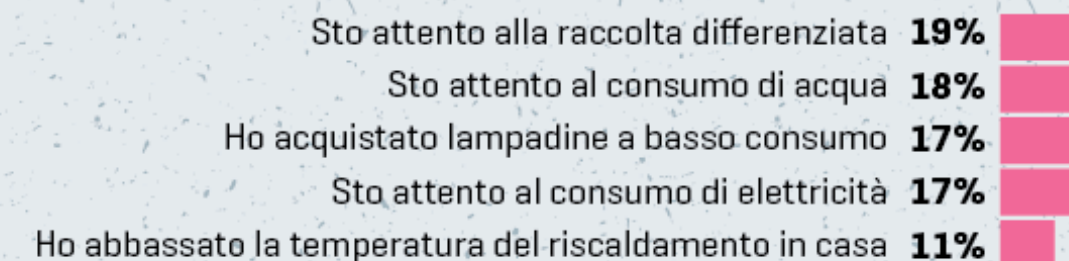 Sto attento alla raccolta differenziata 19%
Sto attento al consumo di acqua 18%
Ho acquistato lampadine a basso consumo 17%
Sto attento al consumo di elettricità 17%
Ho abbassato la temperatura del riscaldamento in casa 11%